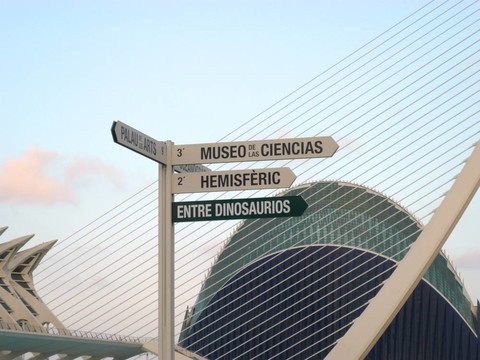 PALAU DE LES ARTS
3' MUSEO DE LAS CIENCIAS
2' HEMISFÈRIC
ENTRE DINOSAURIOS